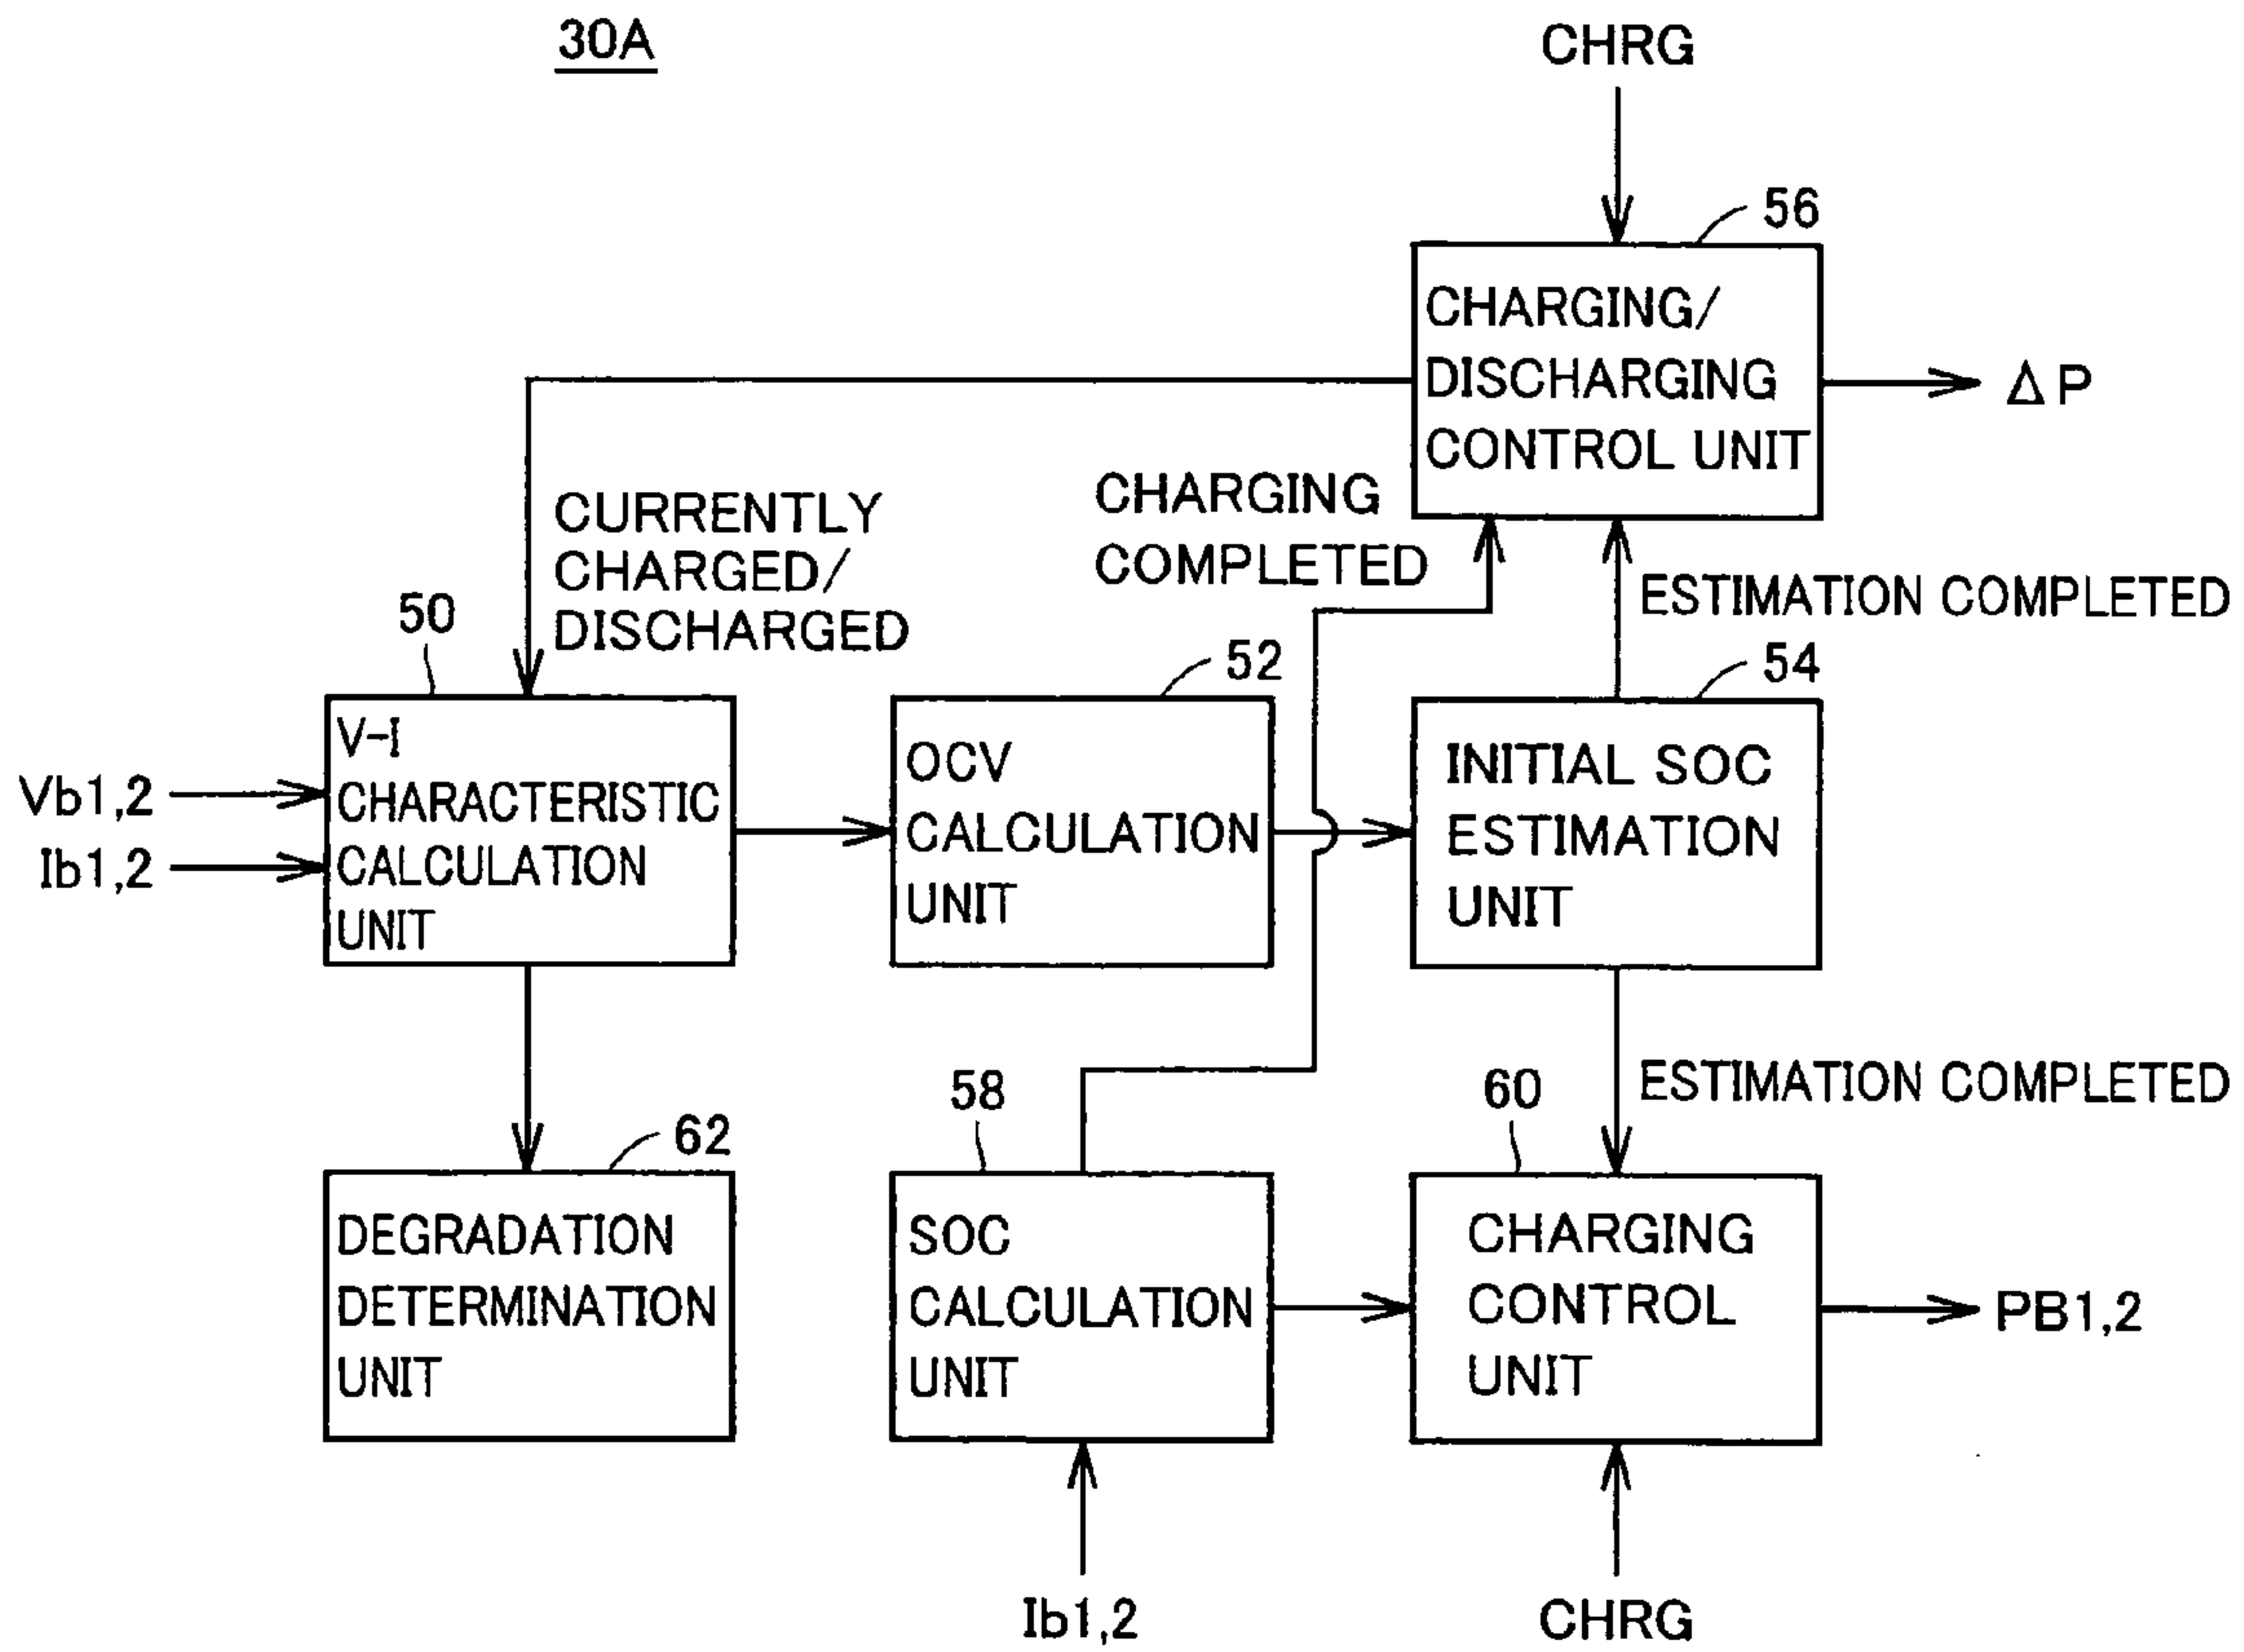 30A
CHRG
56
CHARGING/
DISCHARGING
CONTROL UNIT
ΔP
CURRENTLY
CHARGED/
DISCHARGED
CHARGING
COMPLETED
ESTIMATION COMPLETED
50
52
54
V-I
CHARACTERISTIC
CALCULATION
UNIT
Vb1,2
Ib1,2
OCV
CALCULATION
UNIT
INITIAL SOC
ESTIMATION
UNIT
ESTIMATION COMPLETED
62
58
60
DEGRADATION
DETERMINATION
UNIT
SOC
CALCULATION
UNIT
CHARGING
CONTROL
UNIT
PB1,2
Ib1,2
CHRG